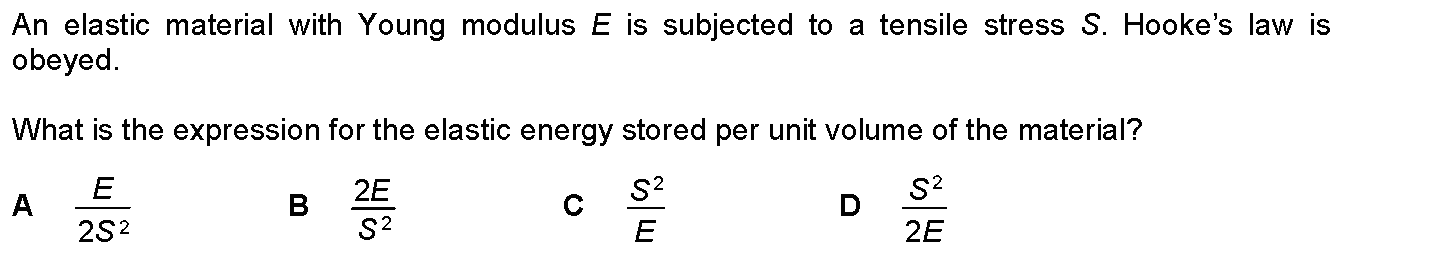 An elastic material with Young modulus E is subjected to a tensile stress S. Hooke's law is
obeyed.
What is the expression for the elastic energy stored per unit volume of the material?
A E/2S² B 2E/S² C S²/E D S²/2E